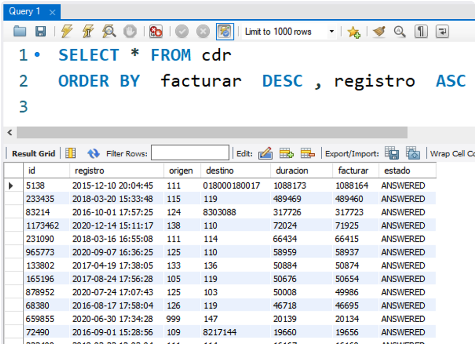 Query 1
Limit to 1000 rows
1 SELECT * FROM cdr
2 ORDER BY facturar DESC , registro ASC
3
Result Grid Filter Rows: Edit: Export/Import: Wrap Cell Co
id registro origen destino duracion facturar estado
5138 2015-12-10 20:04:45 111 018000180017 1088173 1088164 ANSWERED
233435 2018-03-20 15:33:48 115 119 489469 489460 ANSWERED
83214 2016-10-01 17:57:25 124 8303088 317726 317723 ANSWERED
1173462 2020-12-14 15:11:17 138 110 72024 71925 ANSWERED
231090 2018-03-16 16:55:08 111 114 66434 66415 ANSWERED
965773 2020-09-07 16:36:25 125 110 58959 58937 ANSWERED
133802 2017-04-19 17:38:05 133 136 50884 50874 ANSWERED
165196 2017-08-24 17:56:28 105 119 50676 50654 ANSWERED
878952 2020-07-24 17:07:43 125 103 50008 49986 ANSWERED
68380 2016-08-17 17:58:04 126 119 46718 46695 ANSWERED
659855 2020-06-30 17:34:28 999 147 20139 20134 ANSWERED
72490 2016-09-01 15:28:56 109 8217144 19660 19656 ANSWERED